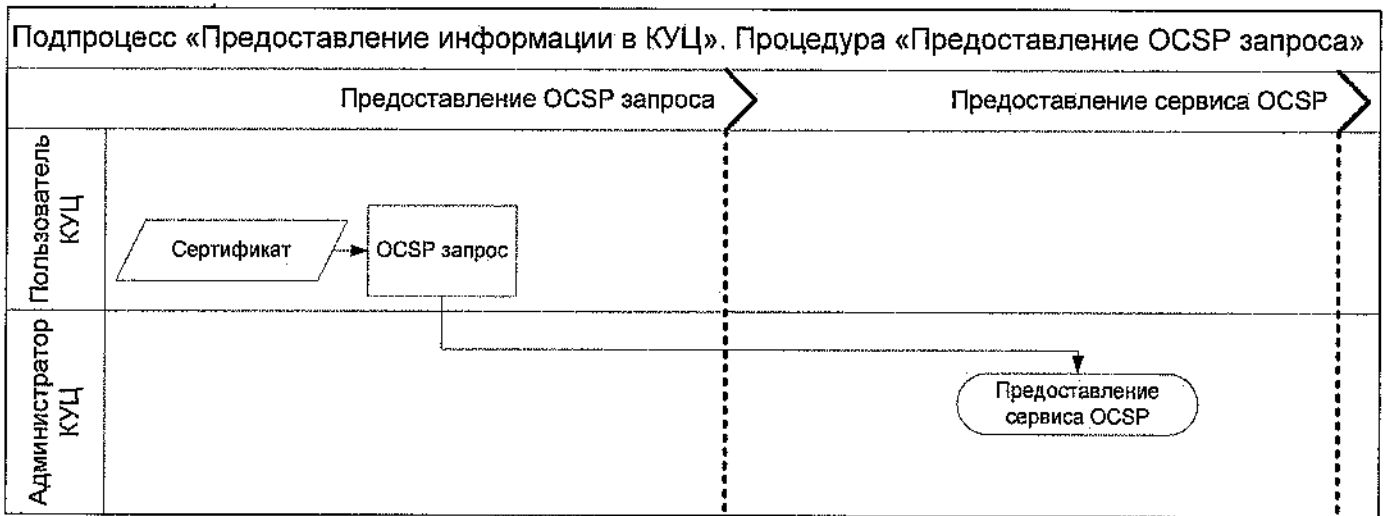 Подпроцесс «Предоставление информации в КУЦ». Процедура «Предоставление OCSP запроса»
Предоставление OCSP запроса
Предоставление сервиса OCSP
Пользователь
КУЦ
Сертификат
OCSP запрос
Администратор
КУЦ
Предоставление
сервиса OCSP